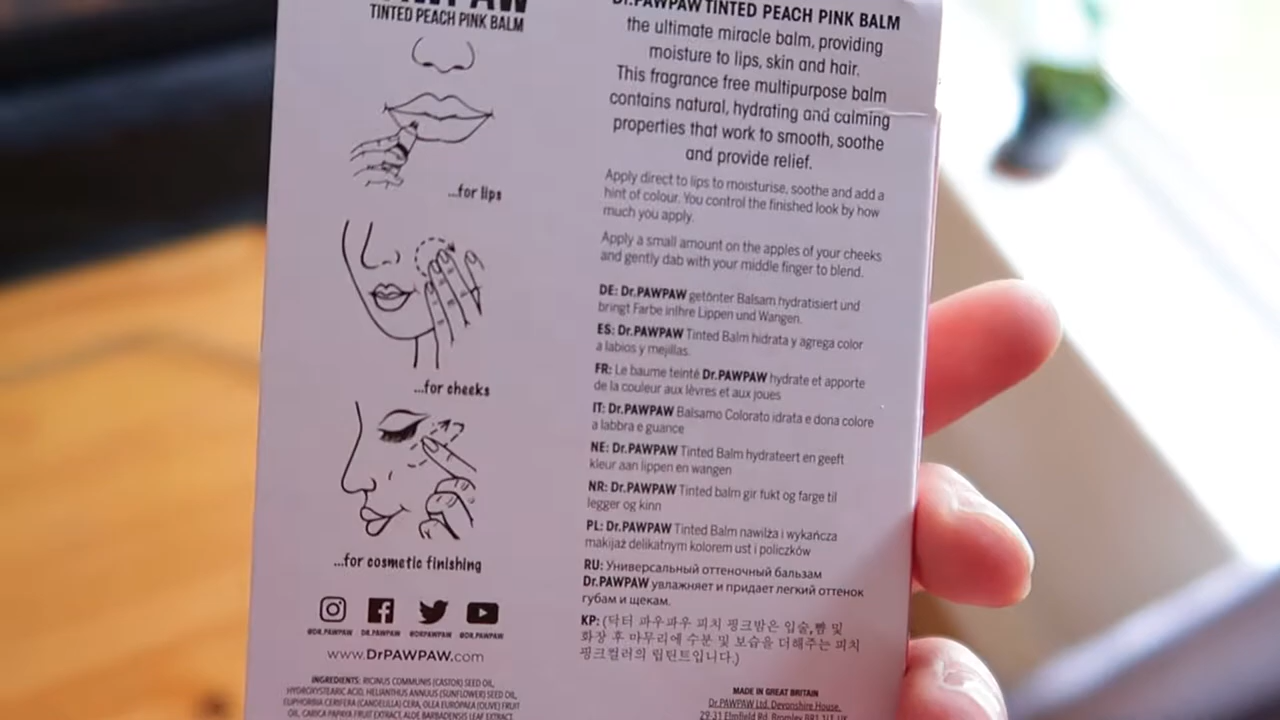 TINTED PEACH PINK BALM
...for lips
...for cheeks
...for cosmetic finishing
@DR.PAWPAW DR.PAWPAW @DRPAWPAW @DR.PAWPAW
www.DrPAWPAW.com
INGREDIENTS: RICINUS COMMUNIS (CASTOR) SEED OIL,
HYDROXYSTEARIC ACID, HELIANTHUS ANNUUS (SUNFLOWER) SEED OIL,
EUPHORBIA CERIFERA (CANDELILLA) CERA, OLEA EUROPAEA (OLIVE) FRUIT
OIL, CARICA PAPAYA FRUIT EXTRACT, ALOE BARBADENSIS LEAF EXTRACT,
Dr.PAWPAW TINTED PEACH PINK BALM
the ultimate miracle balm, providing
moisture to lips, skin and hair.
This fragrance free multipurpose balm
contains natural, hydrating and calming
properties that work to smooth, soothe
and provide relief.
Apply direct to lips to moisturise, soothe and add a
hint of colour. You control the finished look by how
much you apply.
Apply a small amount on the apples of your cheeks
and gently dab with your middle finger to blend.
DE: Dr.PAWPAW getönter Balsam hydratisiert und
bringt Farbe inIhre Lippen und Wangen.
ES: Dr.PAWPAW Tinted Balm hidrata y agrega color
a labios y mejillas.
FR: Le baume teinté Dr.PAWPAW hydrate et apporte
de la couleur aux lèvres et aux joues
IT: Dr.PAWPAW Balsamo Colorato idrata e dona colore
a labbra e guance
NE: Dr.PAWPAW Tinted Balm hydrateert en geeft
kleur aan lippen en wangen
NR: Dr.PAWPAW Tinted balm gir fukt og farge til
legger og kinn
PL: Dr.PAWPAW Tinted Balm nawilża i wykańcza
makijaż delikatnym kolorem ust i policzków
RU: Универсальный оттеночный бальзам
Dr.PAWPAW увлажняет и придает легкий оттенок
губам и щекам.
KP: (닥터 파우파우 피치 핑크밤은 입술,뺨 및
화장 후 마무리에 수분 및 보습을 더해주는 피치
핑크컬러의 립틴트입니다.)
MADE IN GREAT BRITAIN
Dr.PAWPAW Ltd, Devonshire House,
29-31 Elmfield Rd, Bromley BR1 1LT UK